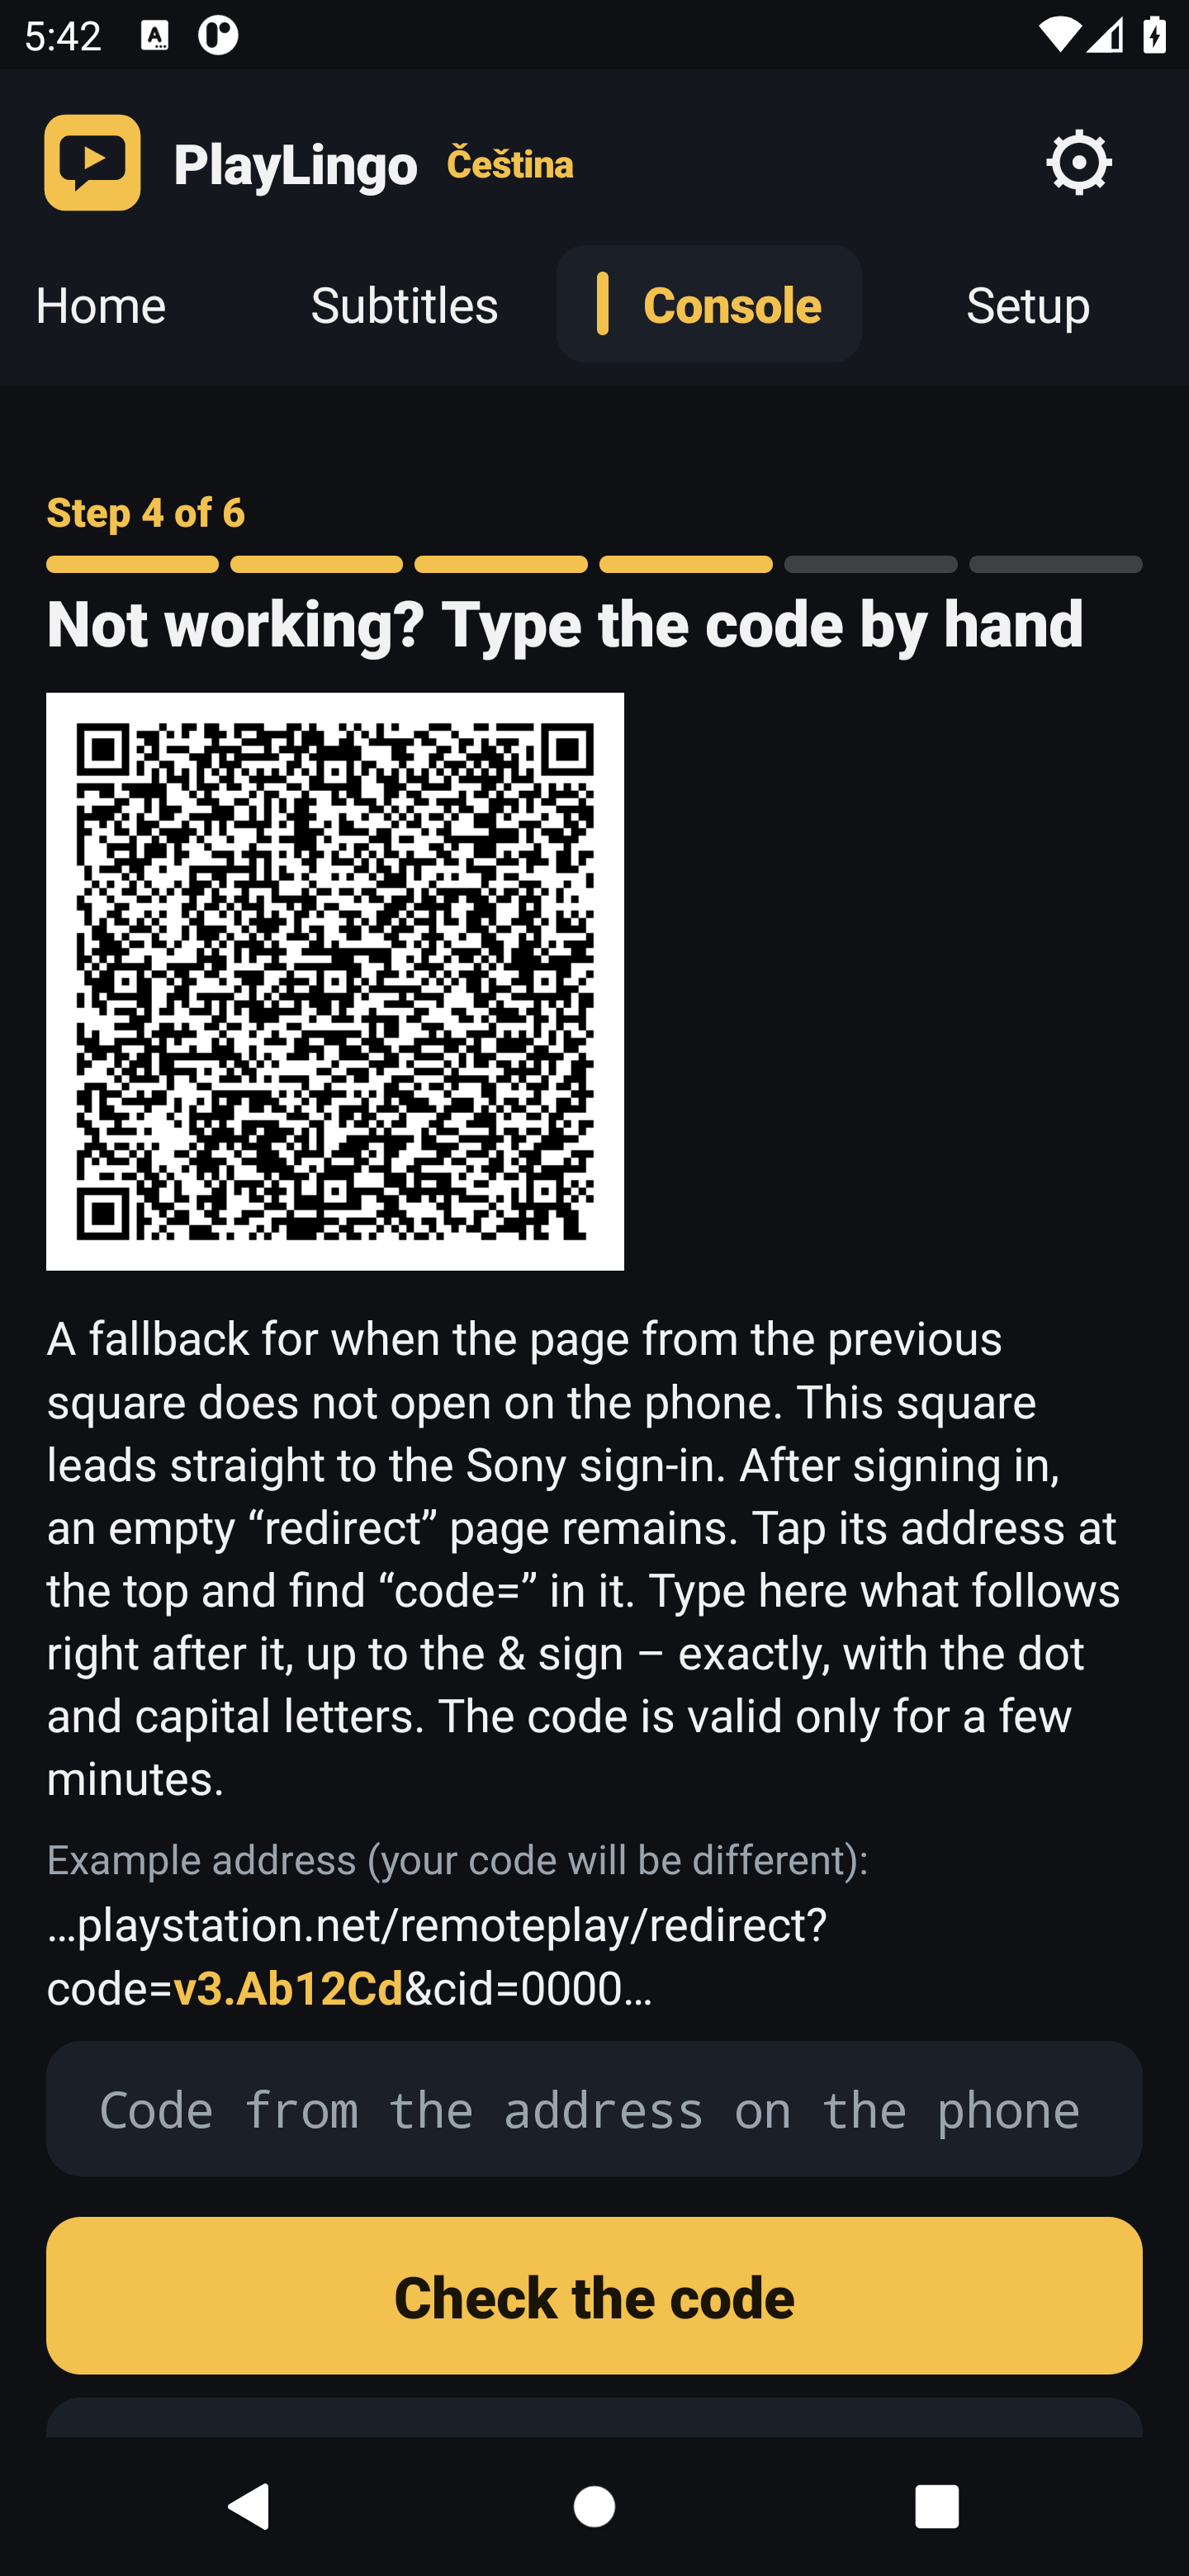 5:42
PlayLingo Čeština
Home Subtitles Console Setup
Step 4 of 6
Not working? Type the code by hand
A fallback for when the page from the previous
square does not open on the phone. This square
leads straight to the Sony sign-in. After signing in,
an empty “redirect” page remains. Tap its address at
the top and find “code=” in it. Type here what follows
right after it, up to the & sign – exactly, with the dot
and capital letters. The code is valid only for a few
minutes.
Example address (your code will be different):
…playstation.net/remoteplay/redirect?
code=v3.Ab12Cd&cid=0000…
Code from the address on the phone
Check the code